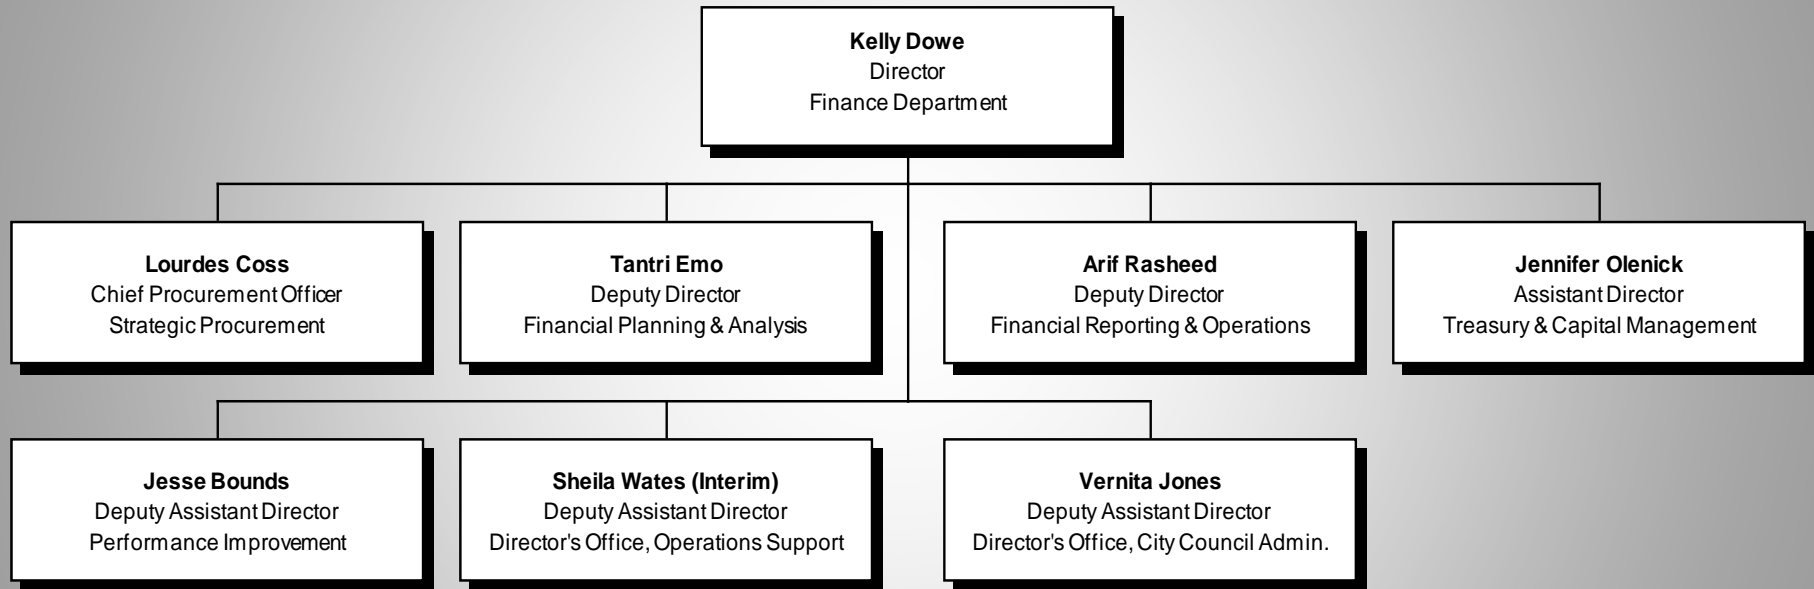 Kelly Dowe
Director
Finance Department
Lourdes Coss
Chief Procurement Officer
Strategic Procurement
Tantri Emo
Deputy Director
Financial Planning & Analysis
Arif Rasheed
Deputy Director
Financial Reporting & Operations
Jennifer Olenick
Assistant Director
Treasury & Capital Management
Jesse Bounds
Deputy Assistant Director
Performance Improvement
Sheila Wates (Interim)
Deputy Assistant Director
Director's Office, Operations Support
Vernita Jones
Deputy Assistant Director
Director's Office, City Council Admin.